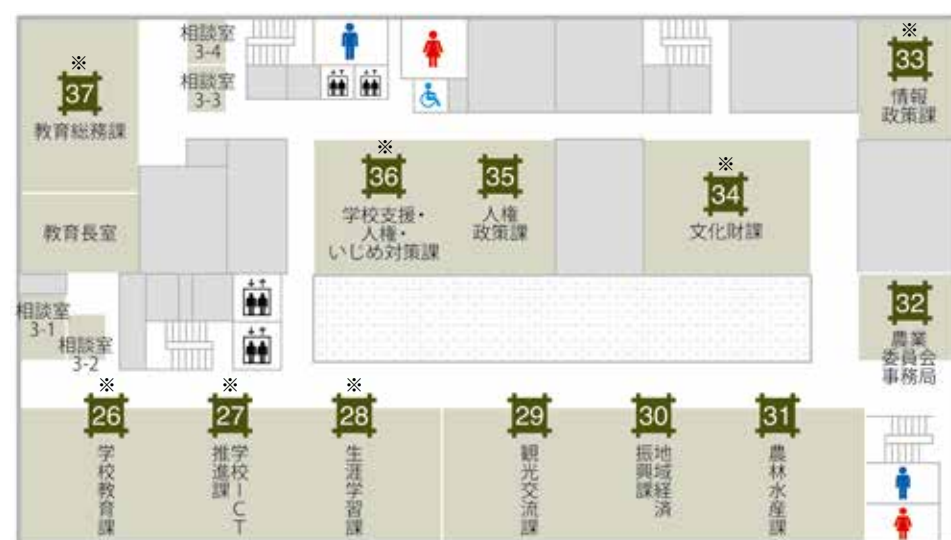 相談室
3-4
相談室
3-3
※
37
教育総務課
教育長室
※
33
情報
政策課
※
36
学校支援・
人権・
いじめ対策課
35
人権
政策課
※
34
文化財課
相談室
3-1
相談室
3-2
32
農業
委員会
事務局
※
26
学校教育課
※
27
学校ICT
推進課
※
28
生涯学習課
29
観光交流課
30
地域経済
振興課
31
農林水産課